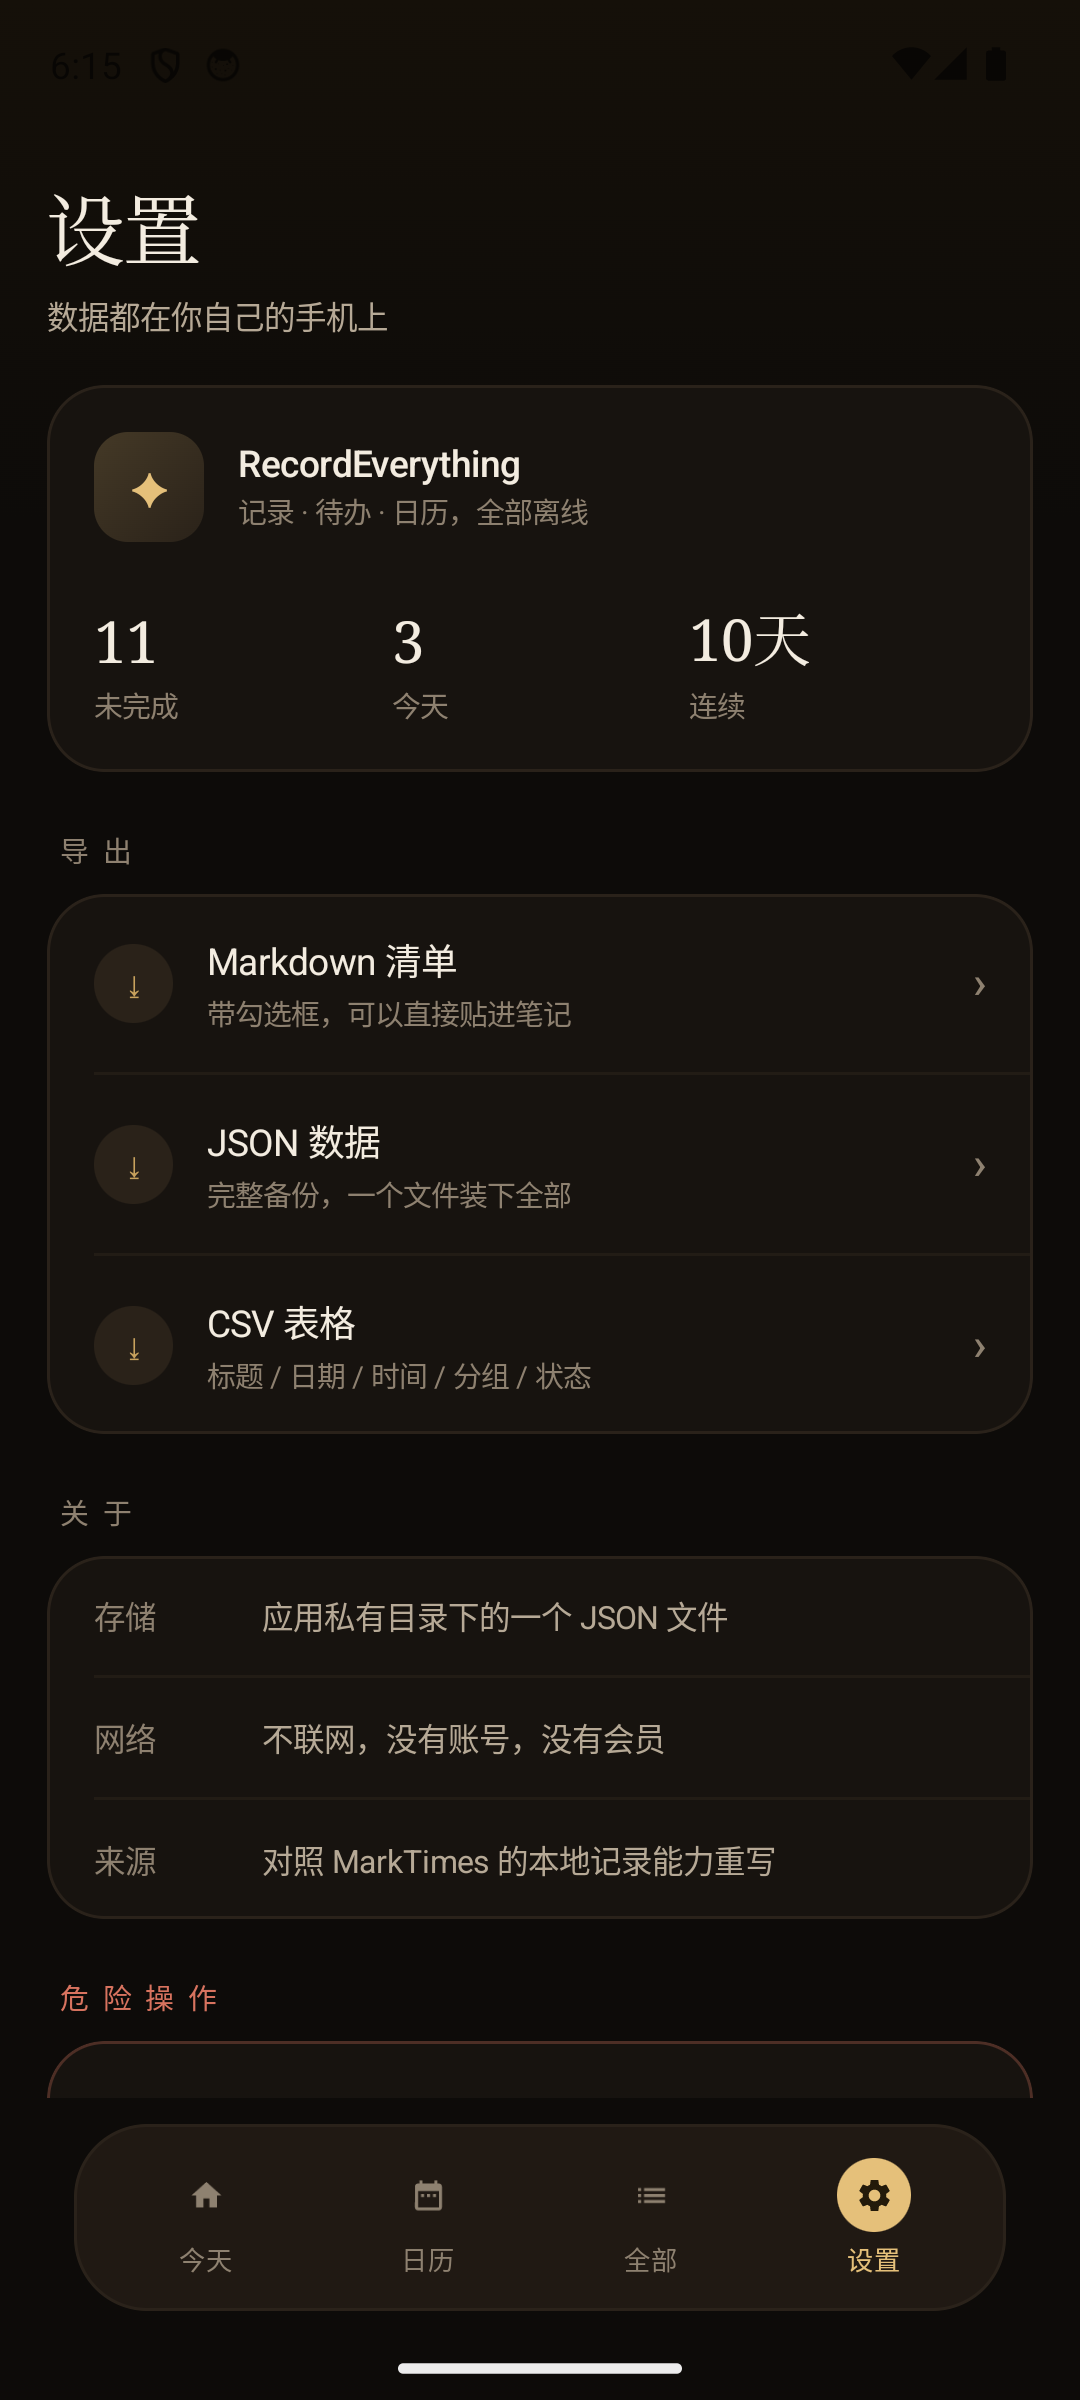 6:15
设置
数据都在你自己的手机上
RecordEverything
记录 · 待办 · 日历，全部离线
11
未完成
3
今天
10天
连续
导出
Markdown 清单
带勾选框，可以直接贴进笔记
JSON 数据
完整备份，一个文件装下全部
CSV 表格
标题 / 日期 / 时间 / 分组 / 状态
关于
存储 应用私有目录下的一个 JSON 文件
网络 不联网，没有账号，没有会员
来源 对照 MarkTimes 的本地记录能力重写
危险操作
今天 日历 全部 设置